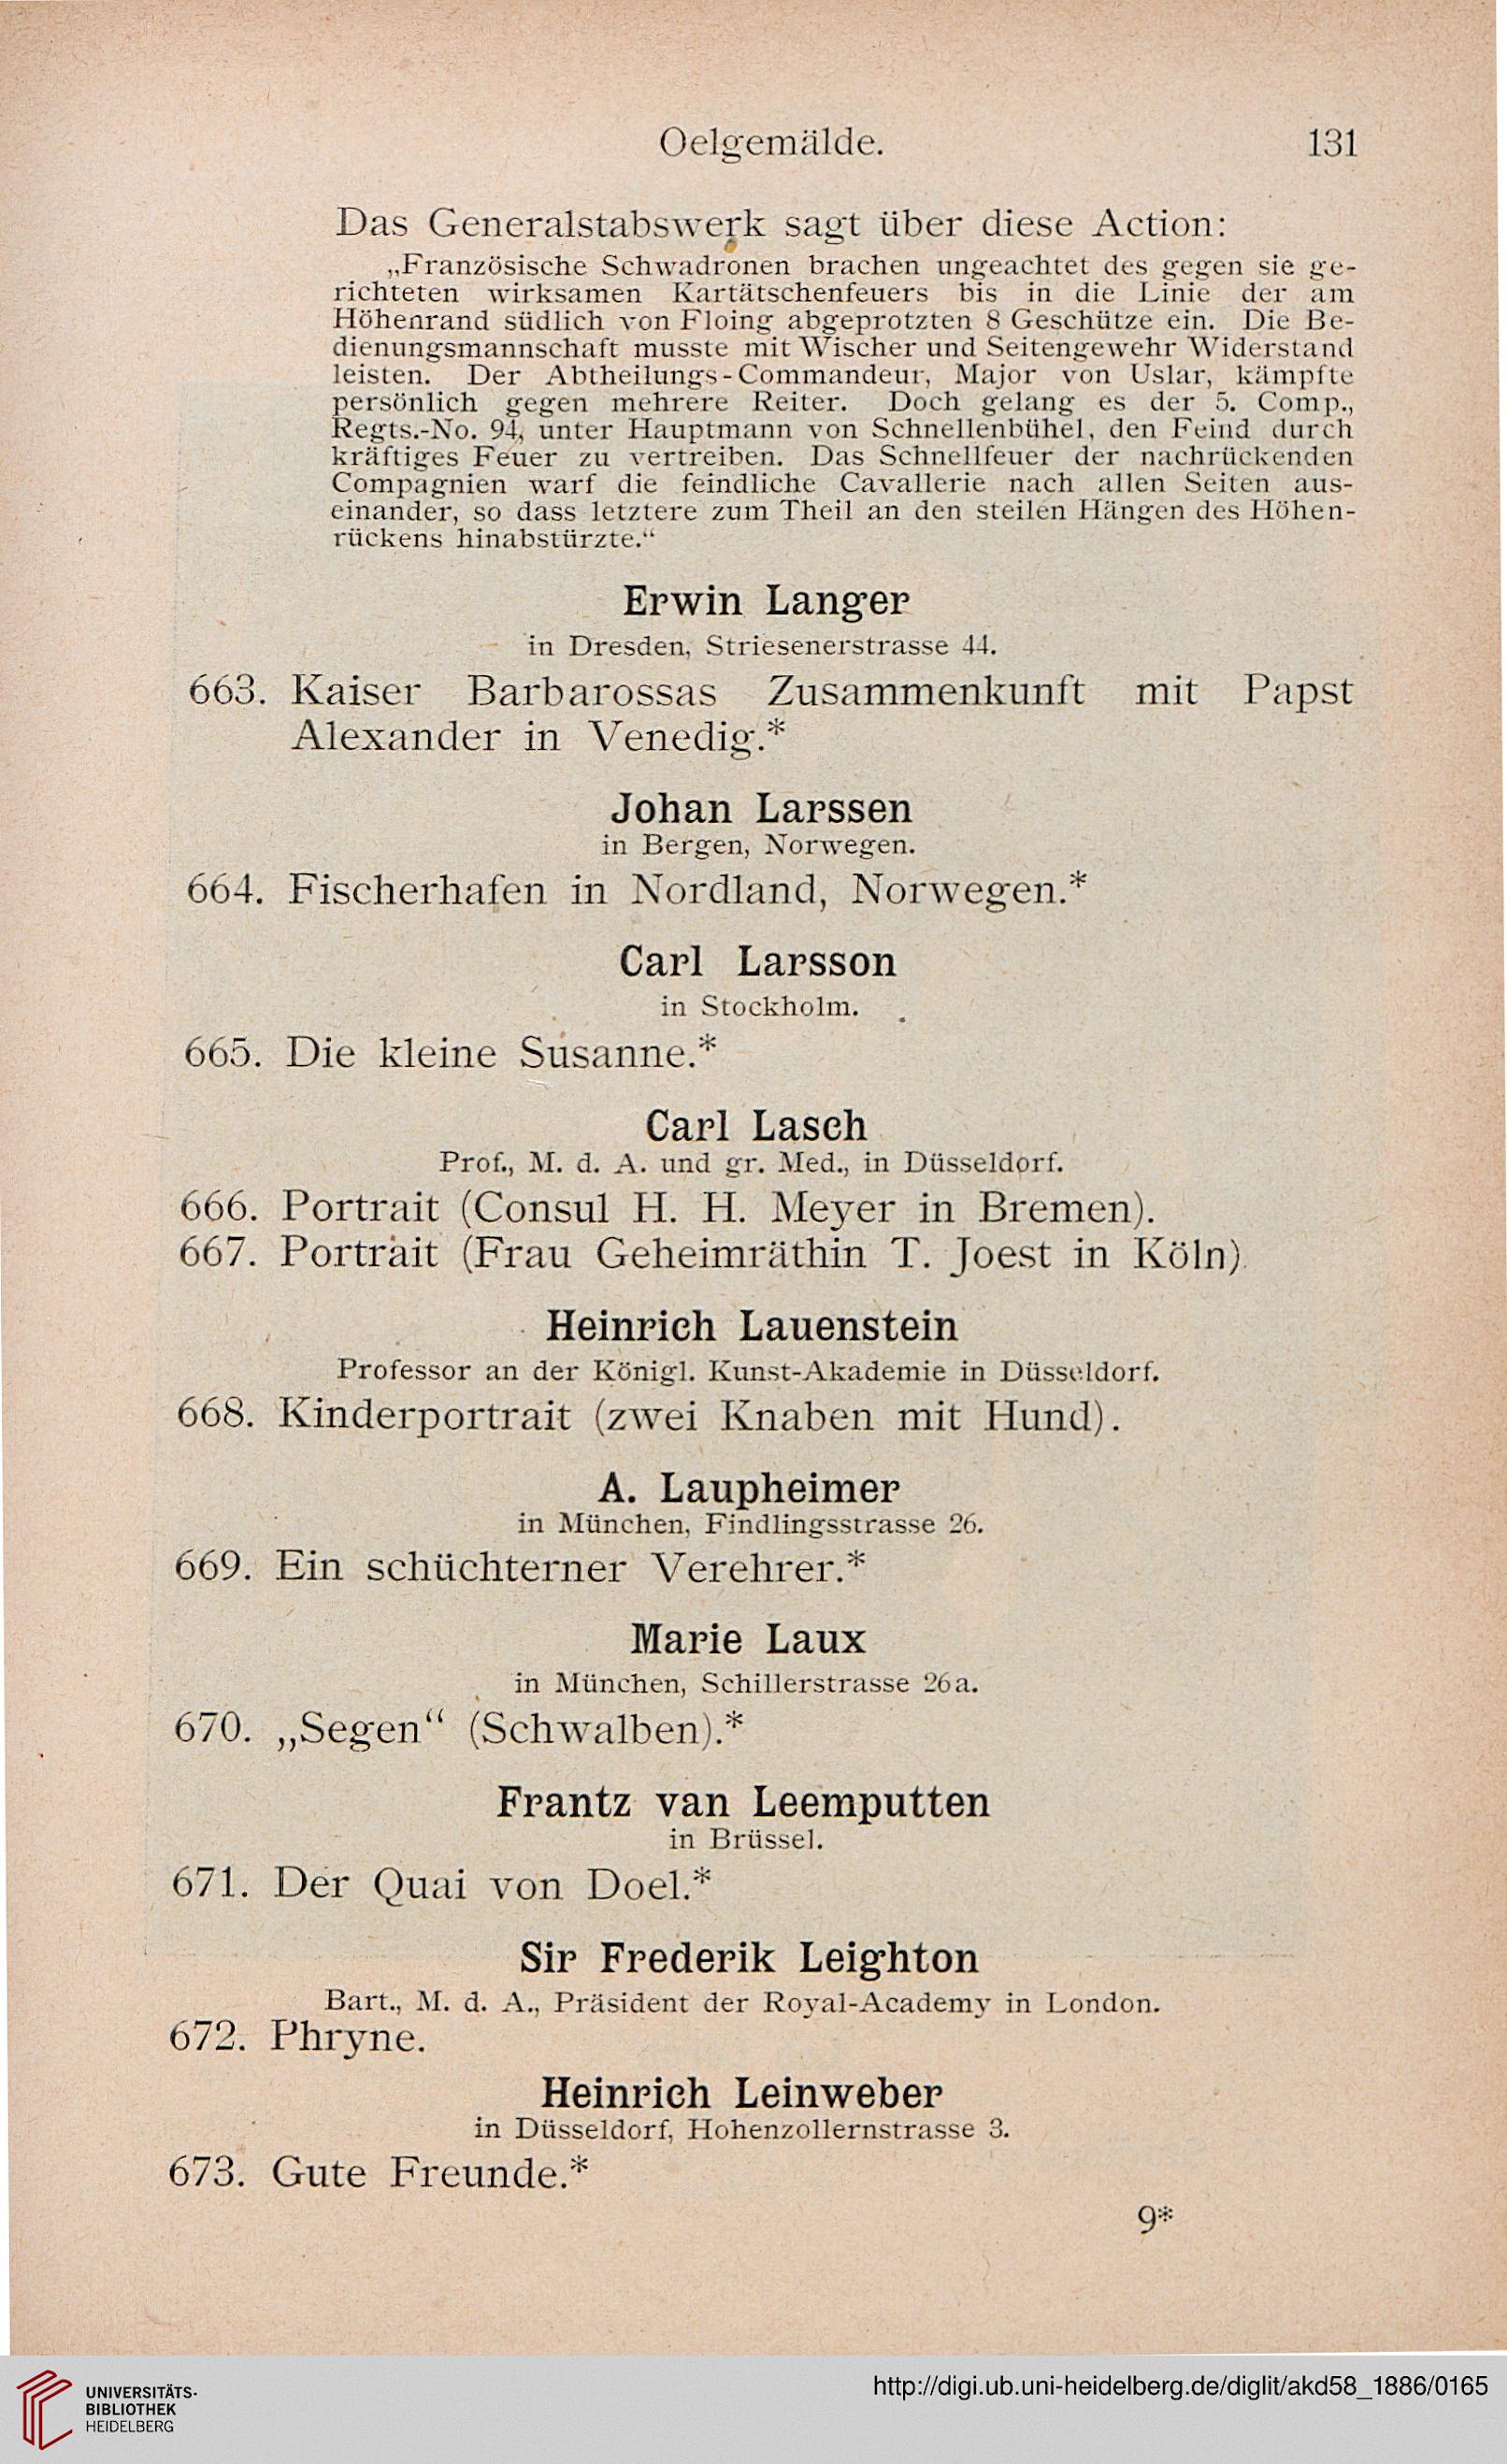 Oelgemälde. 131
Das Generalstabswerk sagt über diese Action:
„Französische Schwadronen brachen ungeachtet des gegen sie ge-
richteten wirksamen Kartätschenfeuers bis in die Linie der am
Höhenrand südlich von Floing abgeprotzten 8 Geschütze ein. Die Be-
dienungsmannschaft musste mit Wischer und Seitengewehr Widerstand
leisten. Der Abtheilungs-Commandeur, Major von Uslar, kämpfte
persönlich gegen mehrere Reiter. Doch gelang es der 5. Comp.,
Regts.-No. 94, unter Hauptmann von Schnellenbühel, den Feind durch
kräftiges Feuer zu vertreiben. Das Schnellfeuer der nachrückenden
Compagnien warf die feindliche Cavallerie nach allen Seiten aus-
einander, so dass letztere zum Theil an den steilen Hängen des Höhen-
rückens hinabstürzte.“
Erwin Langer
in Dresden, Striesenerstrasse 44.
663. Kaiser Barbarossas Zusammenkunft mit Papst
Alexander in Venedig.*
Johan Larssen
in Bergen, Norwegen.
664. Fischerhafen in Nordland, Norwegen.*
Carl Larsson
in Stockholm.
665. Die kleine Susanne.*
Carl Lasch
Prof., M. d. A. und gr. Med., in Düsseldorf.
666. Portrait (Consul H. H. Meyer in Bremen).
667. Portrait (Frau Geheimräthin T. Joest in Köln)
Heinrich Lauenstein
Professor an der Königl. Kunst-Akademie in Düsseldorf.
668. Kinderportrait (zwei Knaben mit Hund).
A. Laupheimer
in München, Findlingsstrasse 26.
669. Ein schüchterner Verehrer.*
Marie Laux
in München, Schillerstrasse 26a.
670. „Segen“ (Schwalben).*
Frantz van Leemputten
in Brüssel.
671. Der Quai von Doel.*
Sir Frederik Leighton
Bart., M. d. A., Präsident der Royal-Academy in London.
672. Phryne.
Heinrich Leinweber
in Düsseldorf, Hohenzollernstrasse 3.
673. Gute Freunde.*
9*
UNIVERSITÄTS-
BIBLIOTHEK
HEIDELBERG
http://digi.ub.uni-heidelberg.de/diglit/akd58_1886/0165